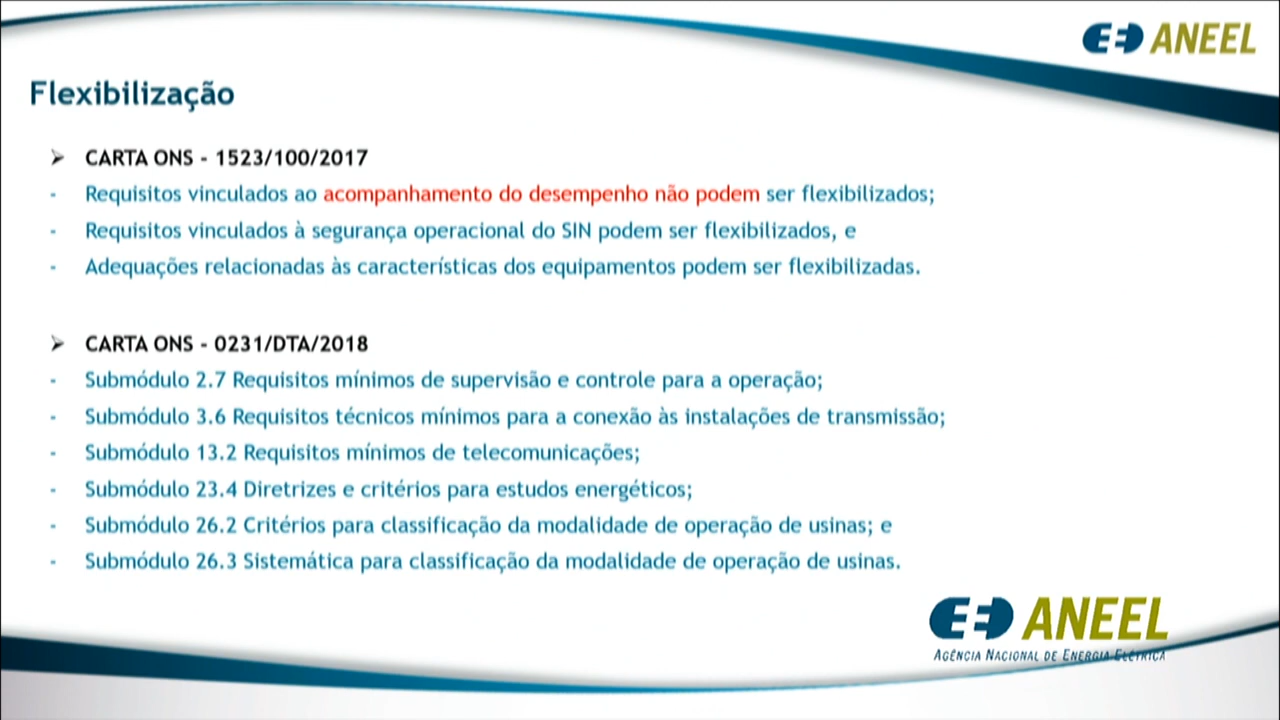 ANEEL
Flexibilização
➢ CARTA ONS - 1523/100/2017
- Requisitos vinculados ao acompanhamento do desempenho não podem ser flexibilizados;
- Requisitos vinculados à segurança operacional do SIN podem ser flexibilizados, e
- Adequações relacionadas às características dos equipamentos podem ser flexibilizadas.
➢ CARTA ONS - 0231/DTA/2018
- Submódulo 2.7 Requisitos mínimos de supervisão e controle para a operação;
- Submódulo 3.6 Requisitos técnicos mínimos para a conexão às instalações de transmissão;
- Submódulo 13.2 Requisitos mínimos de telecomunicações;
- Submódulo 23.4 Diretrizes e critérios para estudos energéticos;
- Submódulo 26.2 Critérios para classificação da modalidade de operação de usinas; e
- Submódulo 26.3 Sistemática para classificação da modalidade de operação de usinas.
ANEEL
AGÊNCIA NACIONAL DE ENERGIA ELÉTRICA